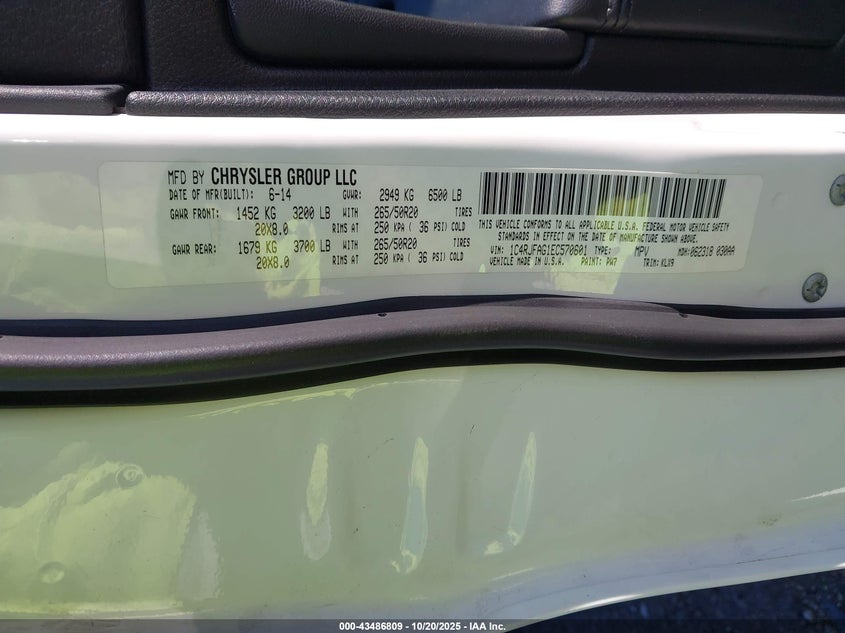 MFD BY CHRYSLER GROUP LLC
DATE OF MFR(BUILT): 6-14 GVWR: 2949 KG 6500 LB
GAWR FRONT: 1452 KG 3200 LB WITH 265/50R20 TIRES
20X8.0 RIMS AT 250 KPA ( 36 PSI) COLD
GAWR REAR: 1679 KG 3700 LB WITH 265/50R20 TIRES
20X8.0 RIMS AT 250 KPA ( 36 PSI) COLD
THIS VEHICLE CONFORMS TO ALL APPLICABLE U.S.A. FEDERAL MOTOR VEHICLE SAFETY
STANDARDS IN EFFECT ON THE DATE OF MANUFACTURE SHOWN ABOVE.
VIN: 1C4RJFAG1EC570601 TYPE: MPV MDH: 062318 030AA
VEHICLE MADE IN U.S.A. PAINT: PW7 TRIM: KLX9
000-43486809 | 10/20/2025 | IAA Inc.